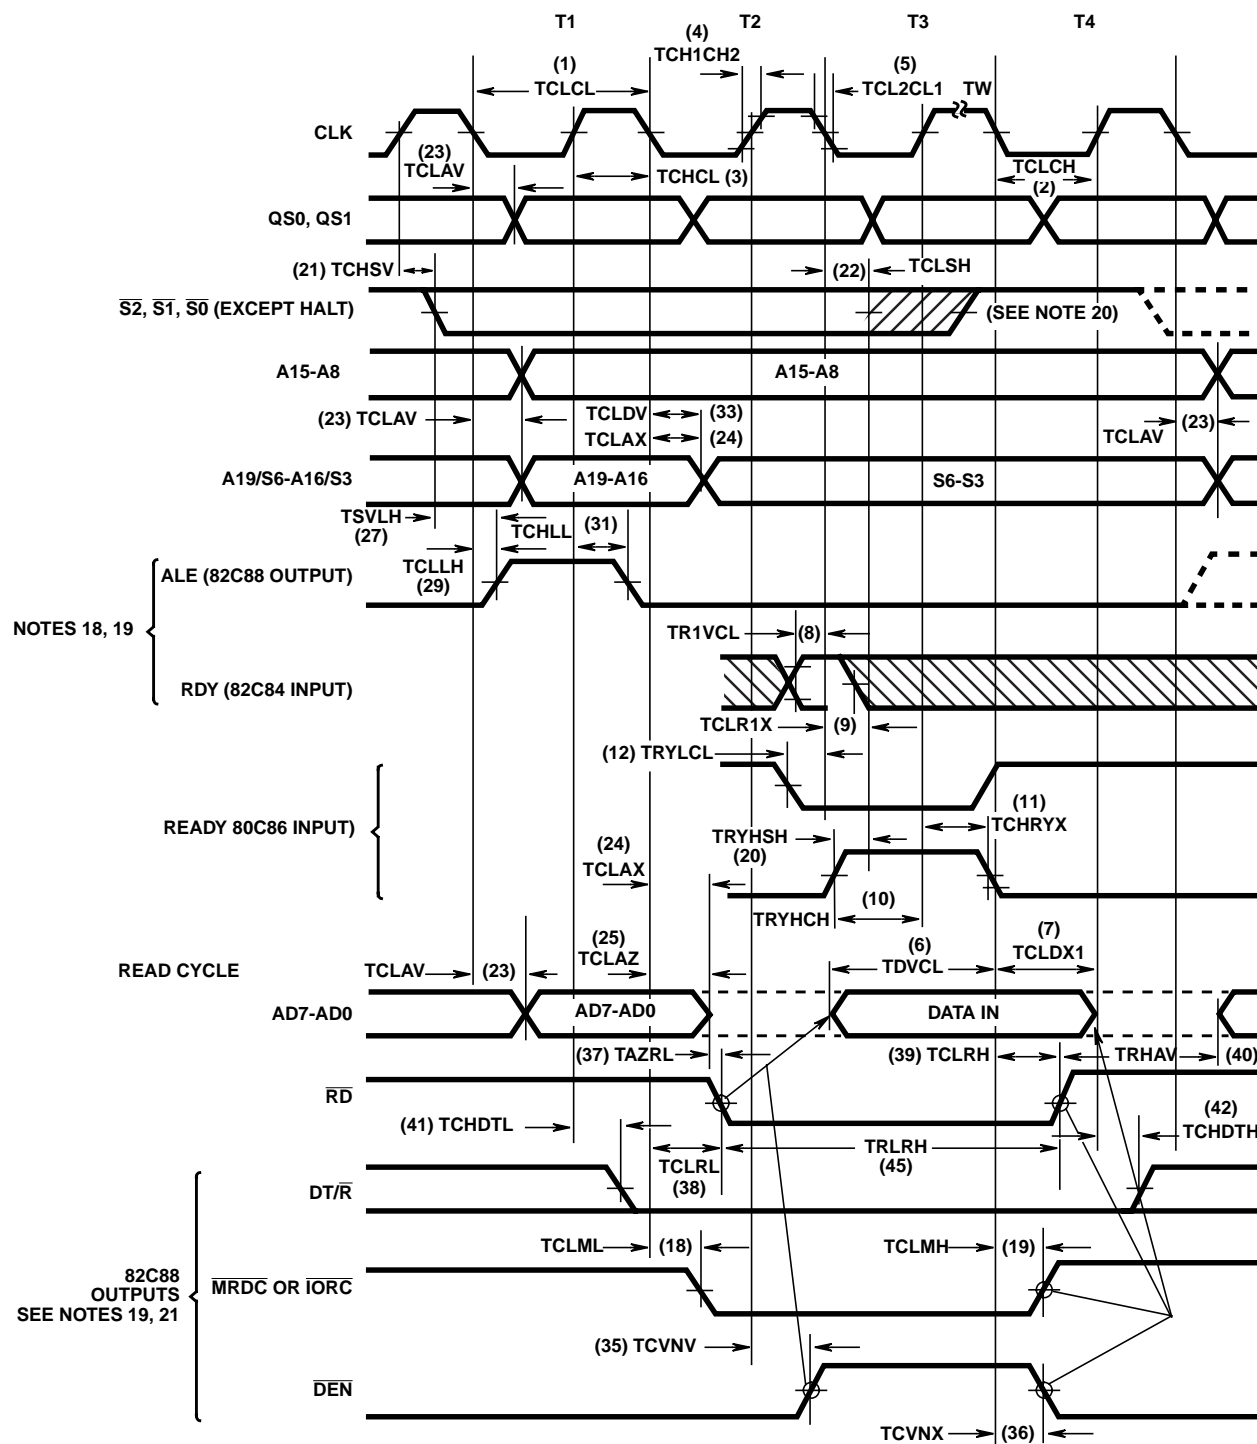 T1 T2 T3 T4
(4)
TCH1CH2
(1)
TCLCL
(5)
TCL2CL1 TW
CLK
(23)
TCLAV
TCHCL (3)
TCLCH
(2)
QS0, QS1
(21) TCHSV
(22) TCLSH
S2, S1, S0 (EXCEPT HALT)
(SEE NOTE 20)
A15-A8
A15-A8
(23) TCLAV
TCLDV (33)
TCLAX (24)
TCLAV (23)
A19/S6-A16/S3
A19-A16
S6-S3
TSVLH
(27)
TCHLL (31)
TCLLH
(29)
ALE (82C88 OUTPUT)
NOTES 18, 19
TR1VCL (8)
RDY (82C84 INPUT)
TCLR1X (9)
(12) TRYLCL
READY 80C86 INPUT)
(11)
TCHRYX
TRYHSH
(20)
(24)
TCLAX
(10)
TRYHCH
READ CYCLE
TCLAV (23)
(25)
TCLAZ
(6)
TDVCL
(7)
TCLDX1
AD7-AD0
AD7-AD0
DATA IN
(37) TAZRL
(39) TCLRH
TRHAV (40)
RD
(41) TCHDTL
(42)
TCHDTH
TCLRL
(38)
TRLRH
(45)
DT/R
TCLML (18)
TCLMH (19)
82C88
OUTPUTS
SEE NOTES 19, 21
MRDC OR IORC
(35) TCVNV
DEN
TCVNX (36)